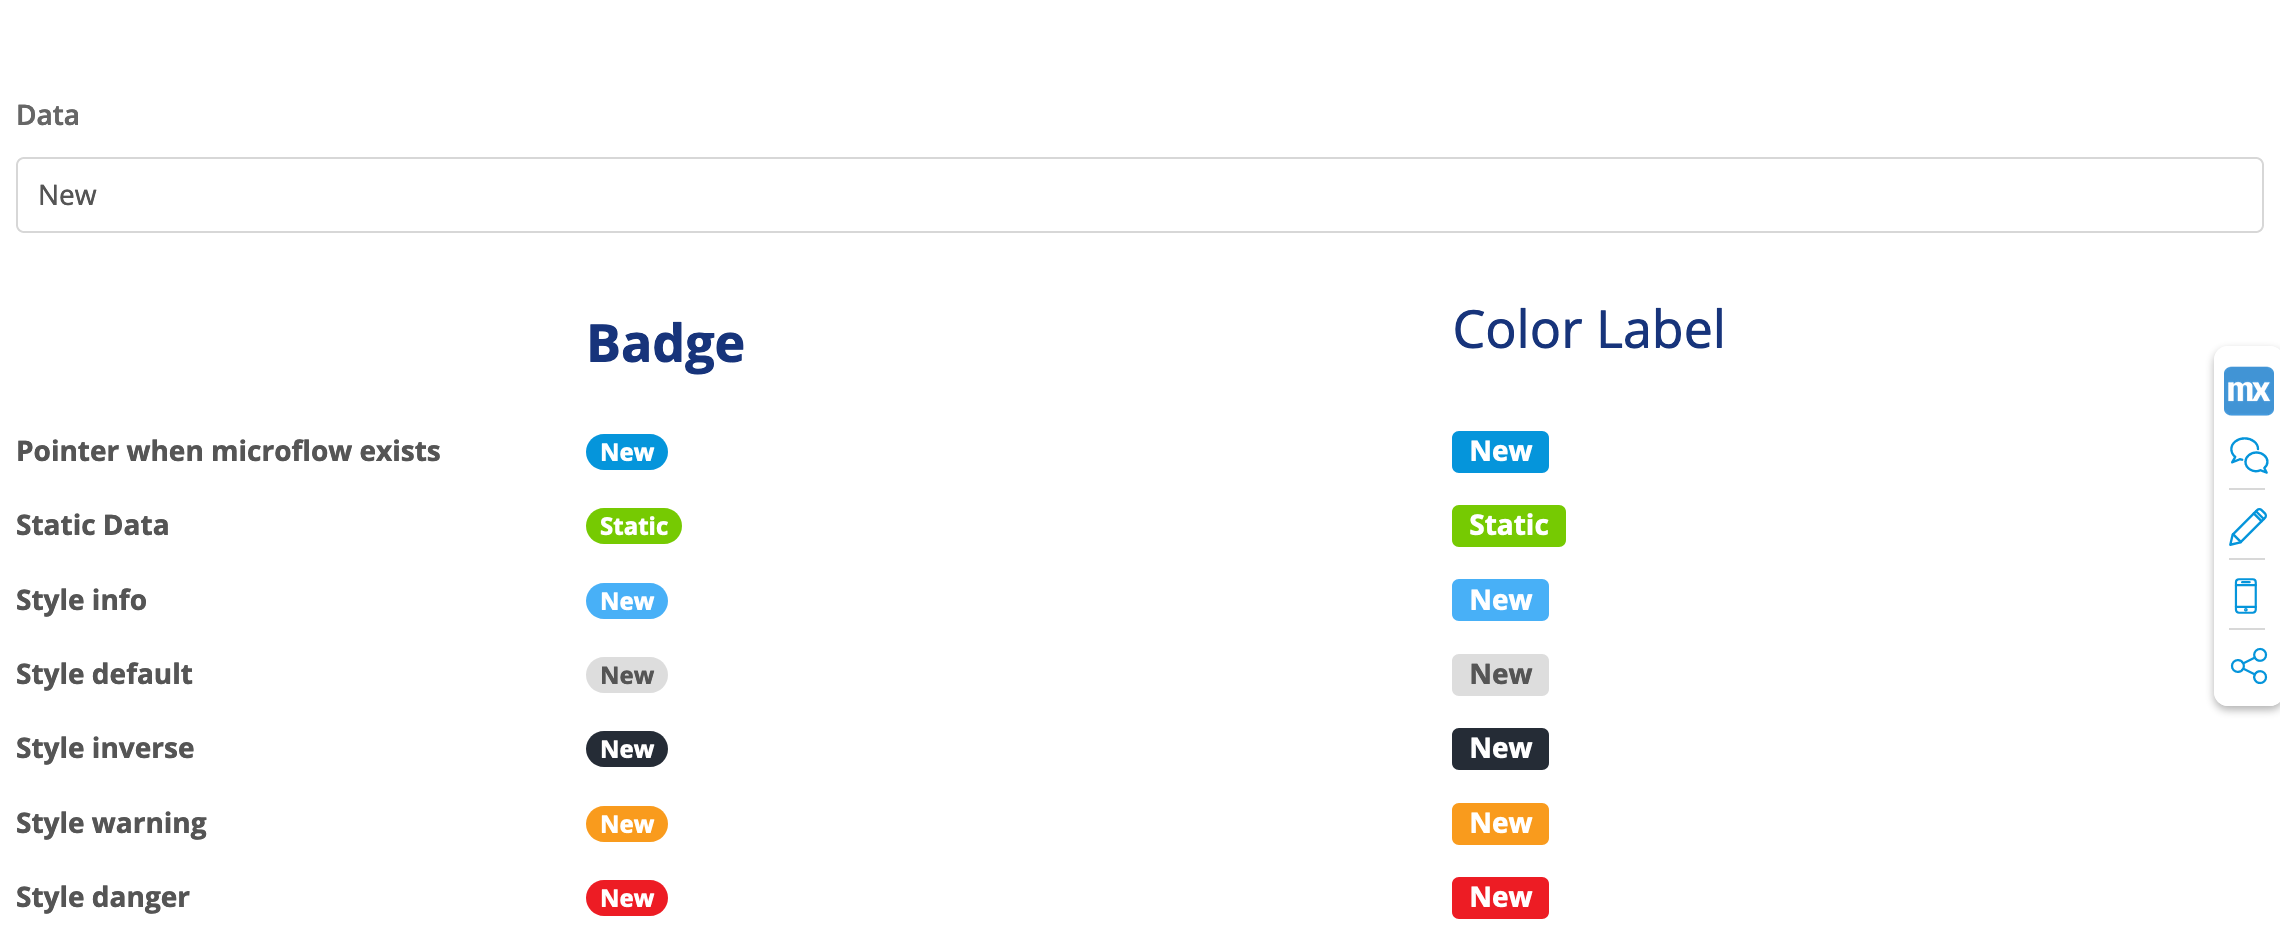 Data
New
Badge
Color Label
mx
Pointer when microflow exists New New
Static Data Static Static
Style info New New
Style default New New
Style inverse New New
Style warning New New
Style danger New New